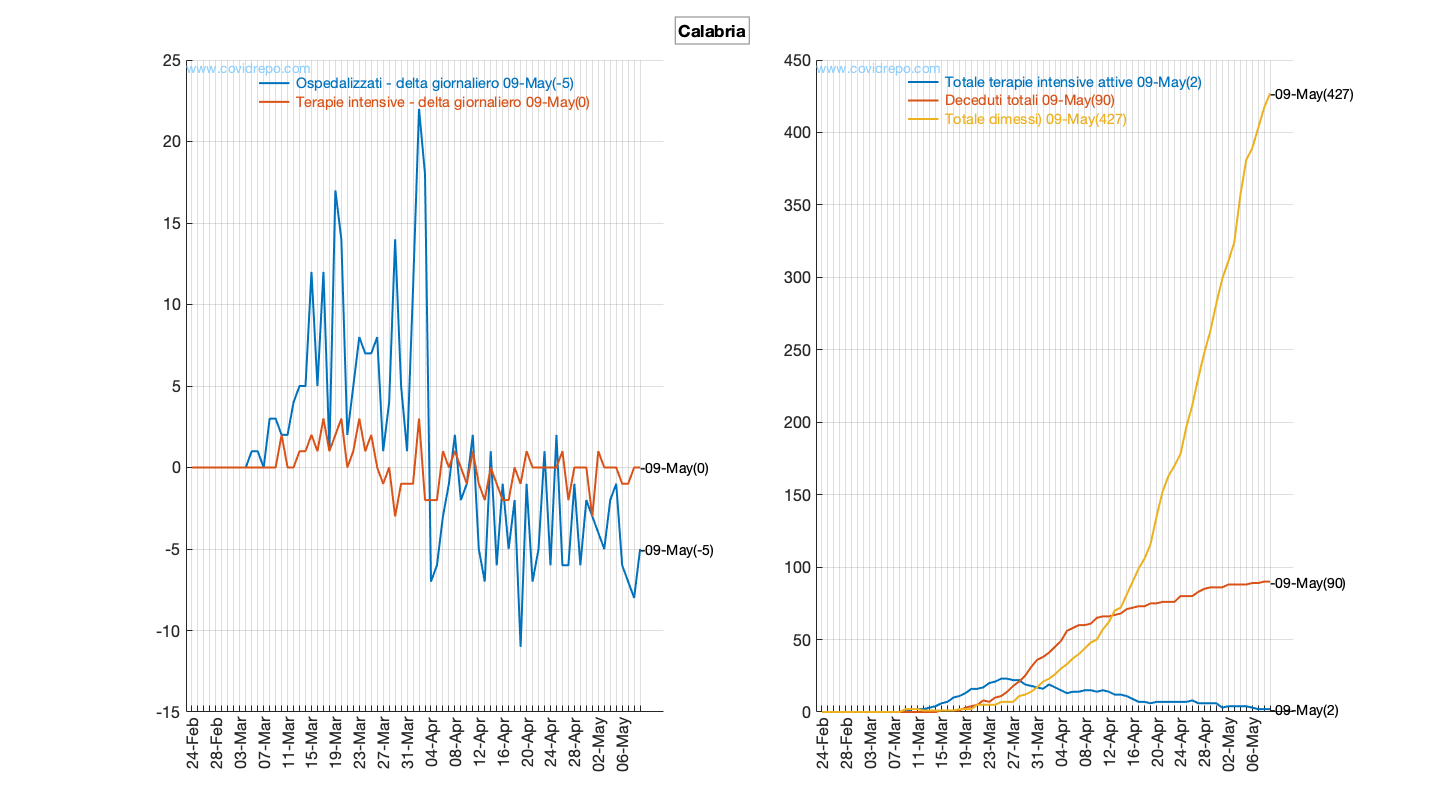 Calabria
www.covidrepo.com
Ospedalizzati - delta giornaliero 09-May(-5)
Terapie intensive - delta giornaliero 09-May(0)
25
20
15
10
5
0
-5
-10
-15
-09-May(0)
-09-May(-5)
24-Feb
28-Feb
03-Mar
07-Mar
11-Mar
15-Mar
19-Mar
23-Mar
27-Mar
31-Mar
04-Apr
08-Apr
12-Apr
16-Apr
20-Apr
24-Apr
28-Apr
02-May
06-May
www.covidrepo.com
Totale terapie intensive attive 09-May(2)
Deceduti totali 09-May(90)
Totale dimessi) 09-May(427)
450
400
350
300
250
200
150
100
50
0
-09-May(427)
-09-May(90)
-09-May(2)
24-Feb
28-Feb
03-Mar
07-Mar
11-Mar
15-Mar
19-Mar
23-Mar
27-Mar
31-Mar
04-Apr
08-Apr
12-Apr
16-Apr
20-Apr
24-Apr
28-Apr
02-May
06-May